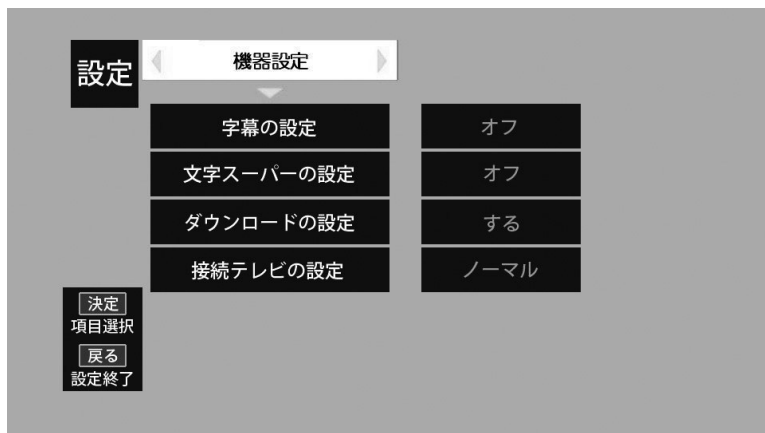 設定
機器設定
字幕の設定 オフ
文字スーパーの設定 オフ
ダウンロードの設定 する
接続テレビの設定 ノーマル
決定
項目選択
戻る
設定終了